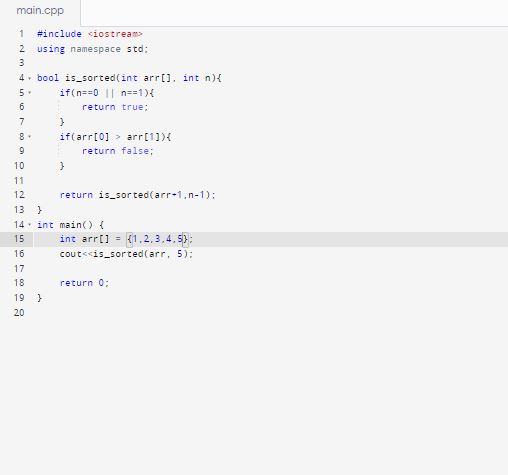 main.cpp
1 #include <iostream>
2 using namespace std;
3
4 bool is_sorted(int arr[], int n){
5 if(n==0 || n==1){
6 return true;
7 }
8 if(arr[0] > arr[1]){
9 return false;
10 }
11
12 return is_sorted(arr+1,n-1);
13 }
14 int main() {
15 int arr[] = {1,2,3,4,5};
16 cout<<is_sorted(arr, 5);
17
18 return 0;
19 }
20